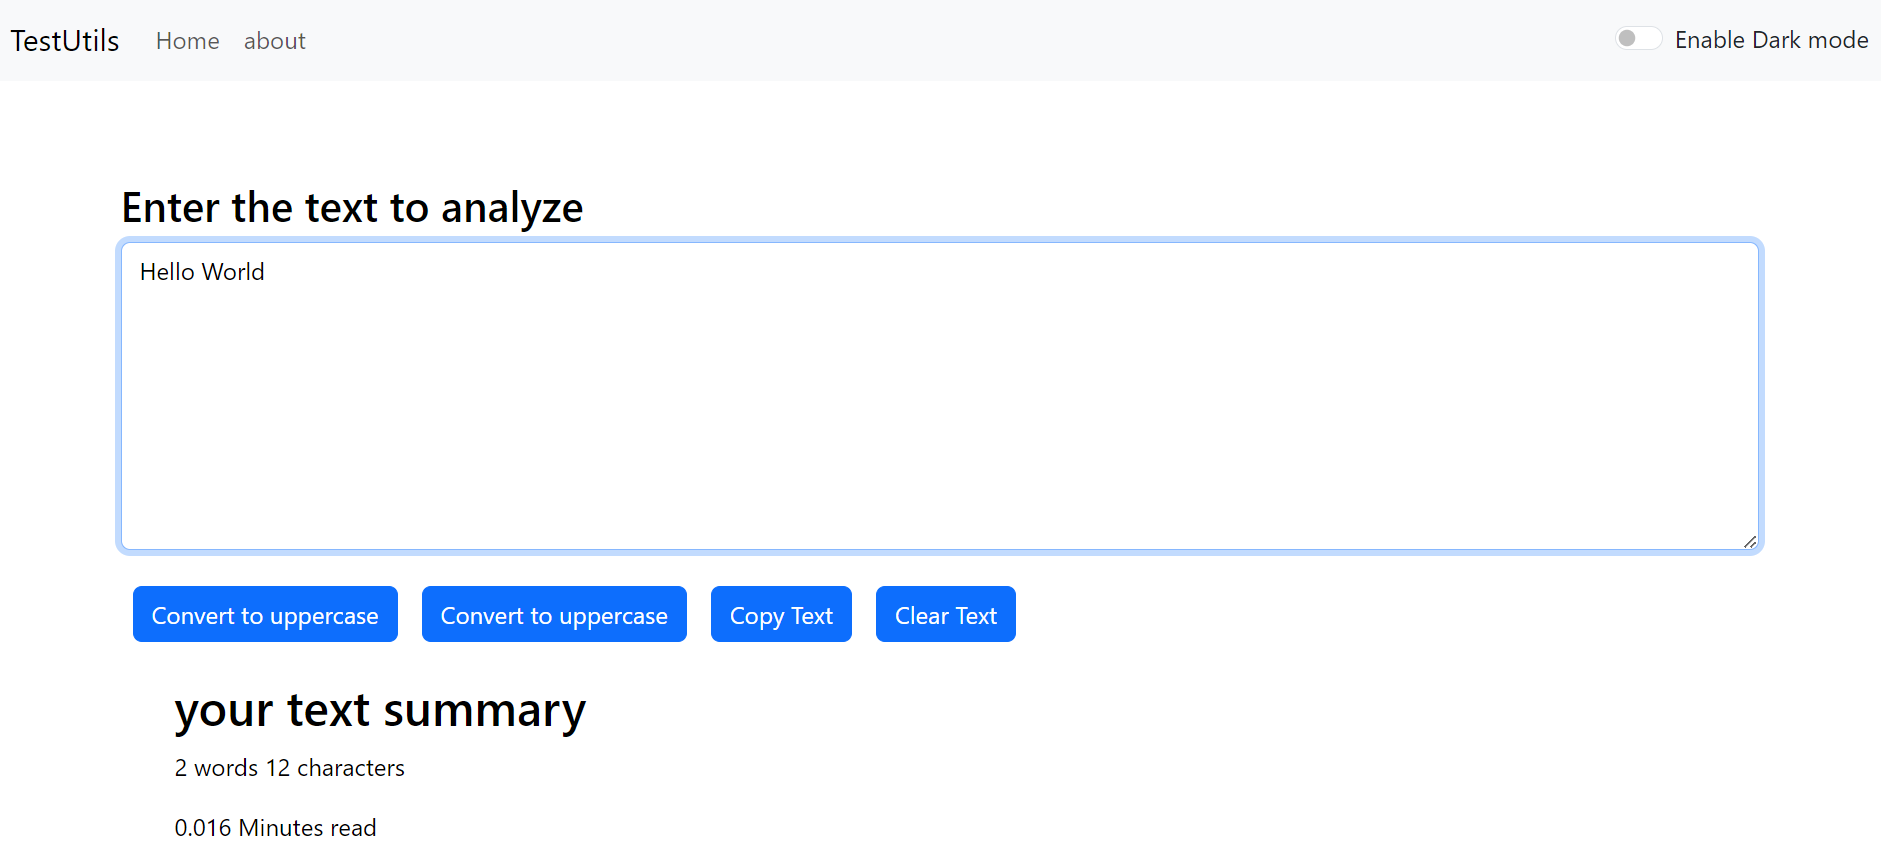 TestUtils Home about Enable Dark mode
Enter the text to analyze
Hello World
Convert to uppercase Convert to uppercase Copy Text Clear Text
your text summary
2 words 12 characters
0.016 Minutes read